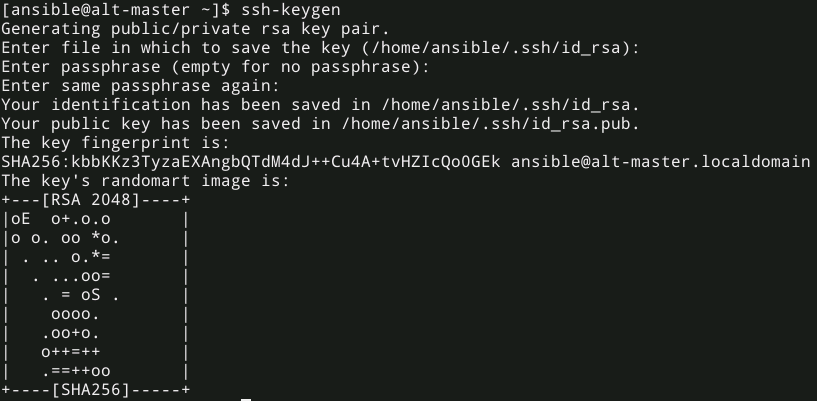 [ansible@alt-master ~]$ ssh-keygen
Generating public/private rsa key pair.
Enter file in which to save the key (/home/ansible/.ssh/id_rsa):
Enter passphrase (empty for no passphrase):
Enter same passphrase again:
Your identification has been saved in /home/ansible/.ssh/id_rsa.
Your public key has been saved in /home/ansible/.ssh/id_rsa.pub.
The key fingerprint is:
SHA256:kbbKKz3TyzaEXAngbQTdM4dJ++Cu4A+tvHZIcQoOGEk ansible@alt-master.localdomain
The key's randomart image is:
+---[RSA 2048]----+
|oE  o+.o.o       |
|o o. oo *o.      |
| . .. o.*=       |
|  . ...oo=       |
|   . = oS .      |
|    oooo.        |
|   .oo+o.        |
|   o++=++        |
|   .==++oo       |
+----[SHA256]-----+